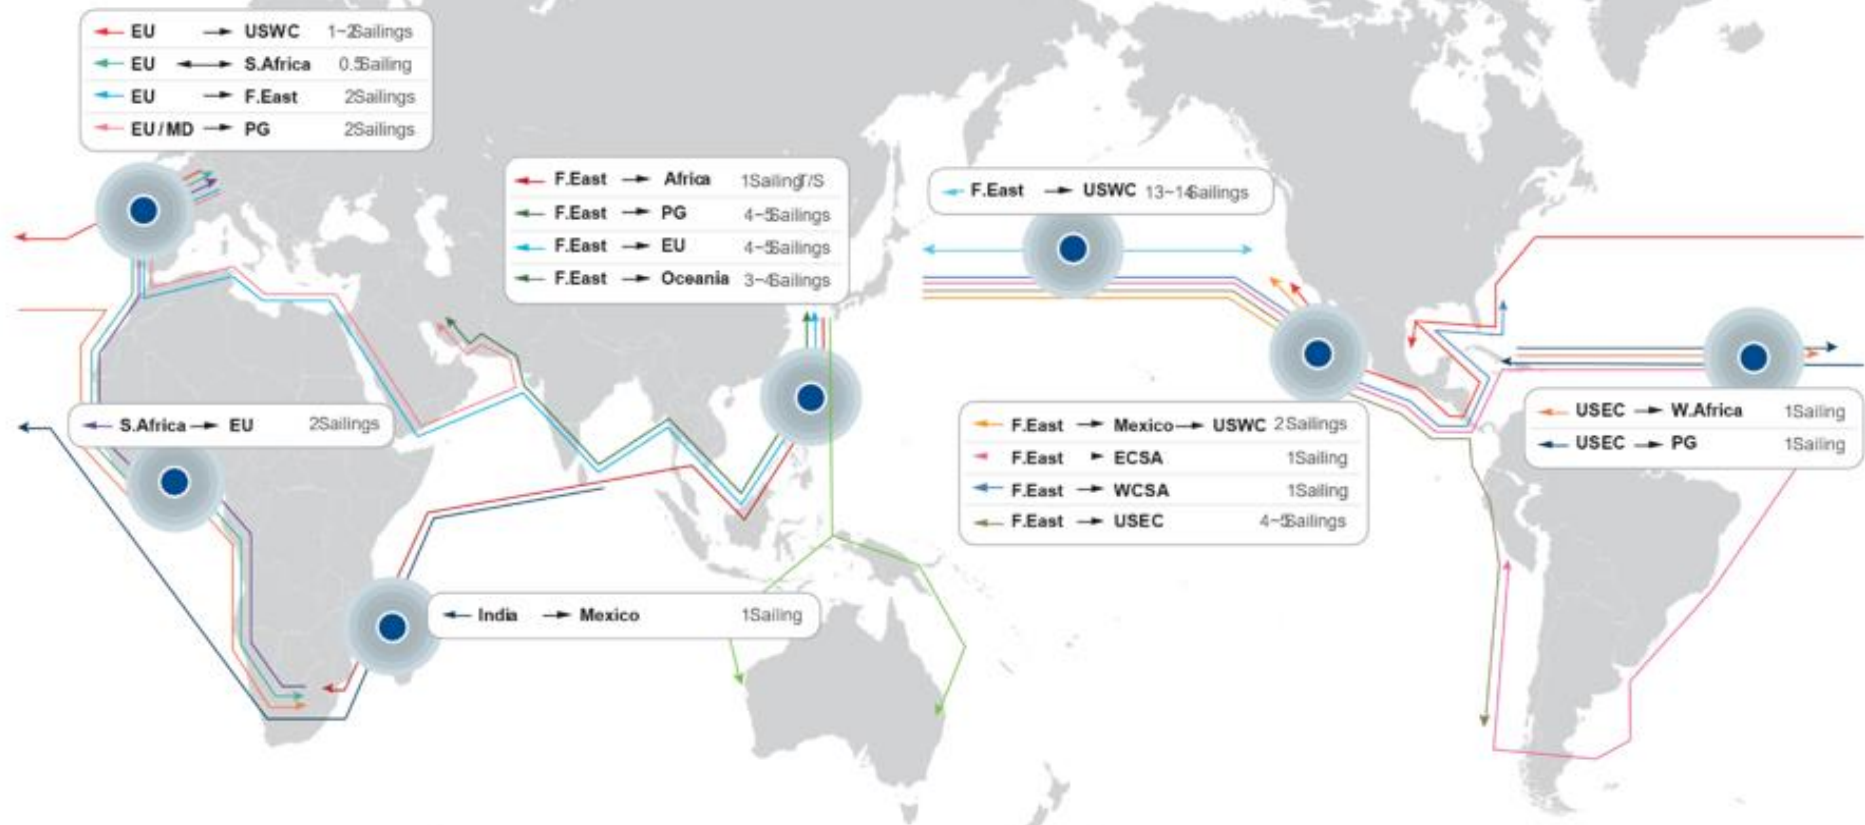 EU → USWC 1~2Sailings
EU ↔ S.Africa 0.5Sailing
EU → F.East 2Sailings
EU/MD → PG 2Sailings
F.East → Africa 1SailingT/S
F.East → PG 4~5Sailings
F.East → EU 4~5Sailings
F.East → Oceania 3~4Sailings
F.East → USWC 13~14Sailings
S.Africa → EU 2Sailings
F.East → Mexico → USWC 2Sailings
F.East ► ECSA 1Sailing
F.East → WCSA 1Sailing
F.East → USEC 4~5Sailings
USEC → W.Africa 1Sailing
USEC → PG 1Sailing
India → Mexico 1Sailing